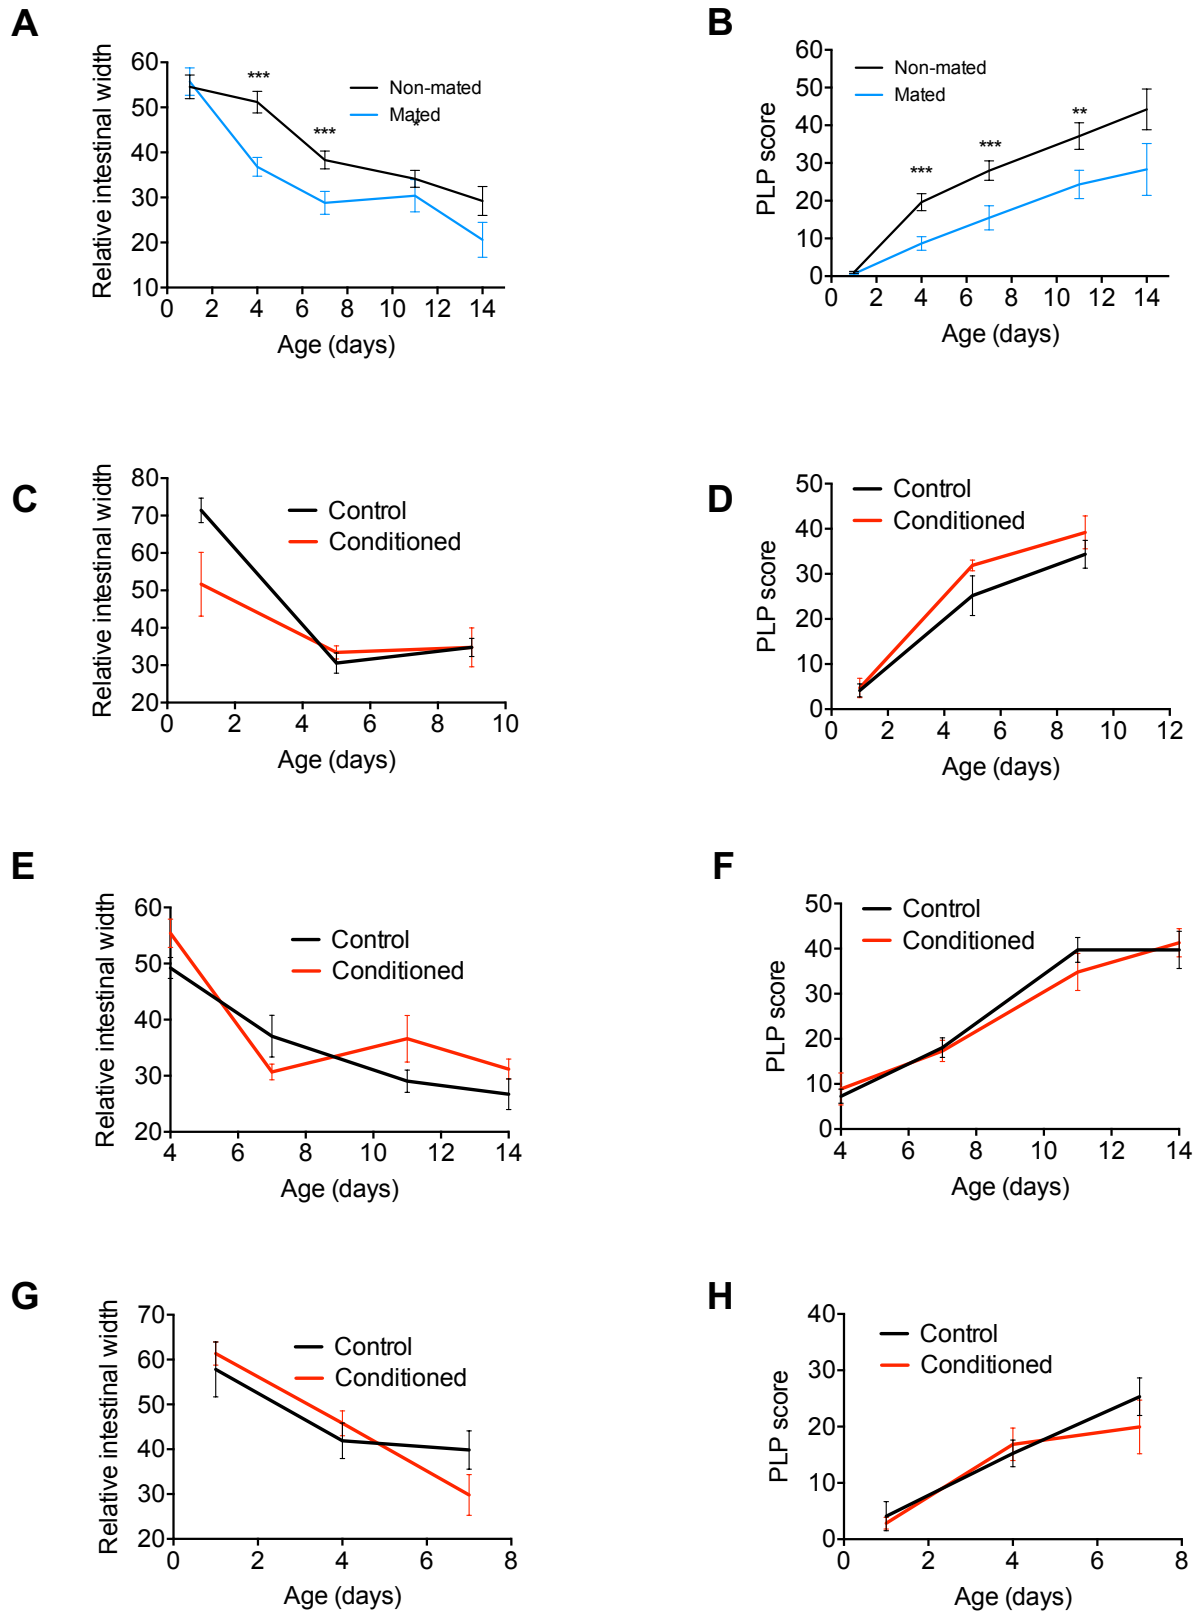 A
Relative intestinal width
60
50
40
30
20
10
***
***
*
Non-mated
Mated
0 2 4 6 8 10 12 14
Age (days)
B
PLP score
60
50
40
30
20
10
0
Non-mated
Mated
***
***
**
0 2 4 6 8 10 12 14
Age (days)
C
Relative intestinal width
80
70
60
50
40
30
20
Control
Conditioned
0 2 4 6 8 10
Age (days)
D
PLP score
50
40
30
20
10
0
Control
Conditioned
0 2 4 6 8 10 12
Age (days)
E
Relative intestinal width
60
50
40
30
20
Control
Conditioned
4 6 8 10 12 14
Age (days)
F
PLP score
50
40
30
20
10
0
Control
Conditioned
4 6 8 10 12 14
Age (days)
G
Relative intestinal width
70
60
50
40
30
20
Control
Conditioned
0 2 4 6 8
Age (days)
H
PLP score
40
30
20
10
0
Control
Conditioned
0 2 4 6 8
Age (days)